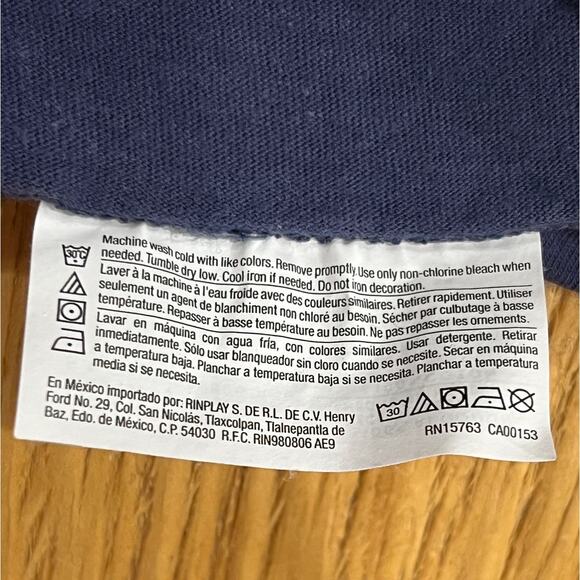 Machine wash cold with like colors. Remove promptly. Use only non-chlorine bleach when
needed. Tumble dry low. Cool iron if needed. Do not iron decoration.
Laver à la machine à l'eau froide avec des couleurs similaires. Retirer rapidement. Utiliser
seulement un agent de blanchiment non chloré au besoin. Sécher par culbutage à basse
température. Repasser à basse température au besoin. Ne pas repasser les ornements.
Lavar en máquina con agua fría, con colores similares. Usar detergente. Retirar
inmediatamente. Sólo usar blanqueador sin cloro cuando se necesite. Secar en máquina
a temperatura baja. Planchar a temperatura baja si se necesita. Planchar a temperatura
media si se necesita.
30°C
En México importado por: RINPLAY S. DE R.L. DE C.V. Henry
Ford No. 29, Col. San Nicolás, Tlaxcolpan, Tlalnepantla de
Baz, Edo. de México, C.P. 54030 R.F.C. RIN980806 AE9
30
RN15763 CA00153